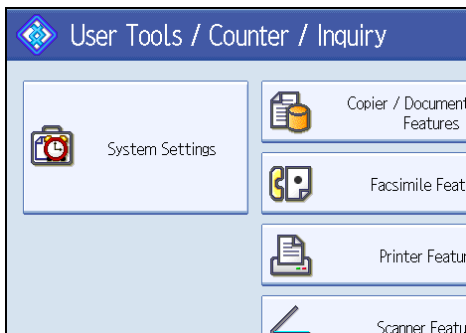 User Tools / Counter / Inquiry
System Settings
Copier / Document
Features
Facsimile Feat
Printer Featur
Scanner Featu